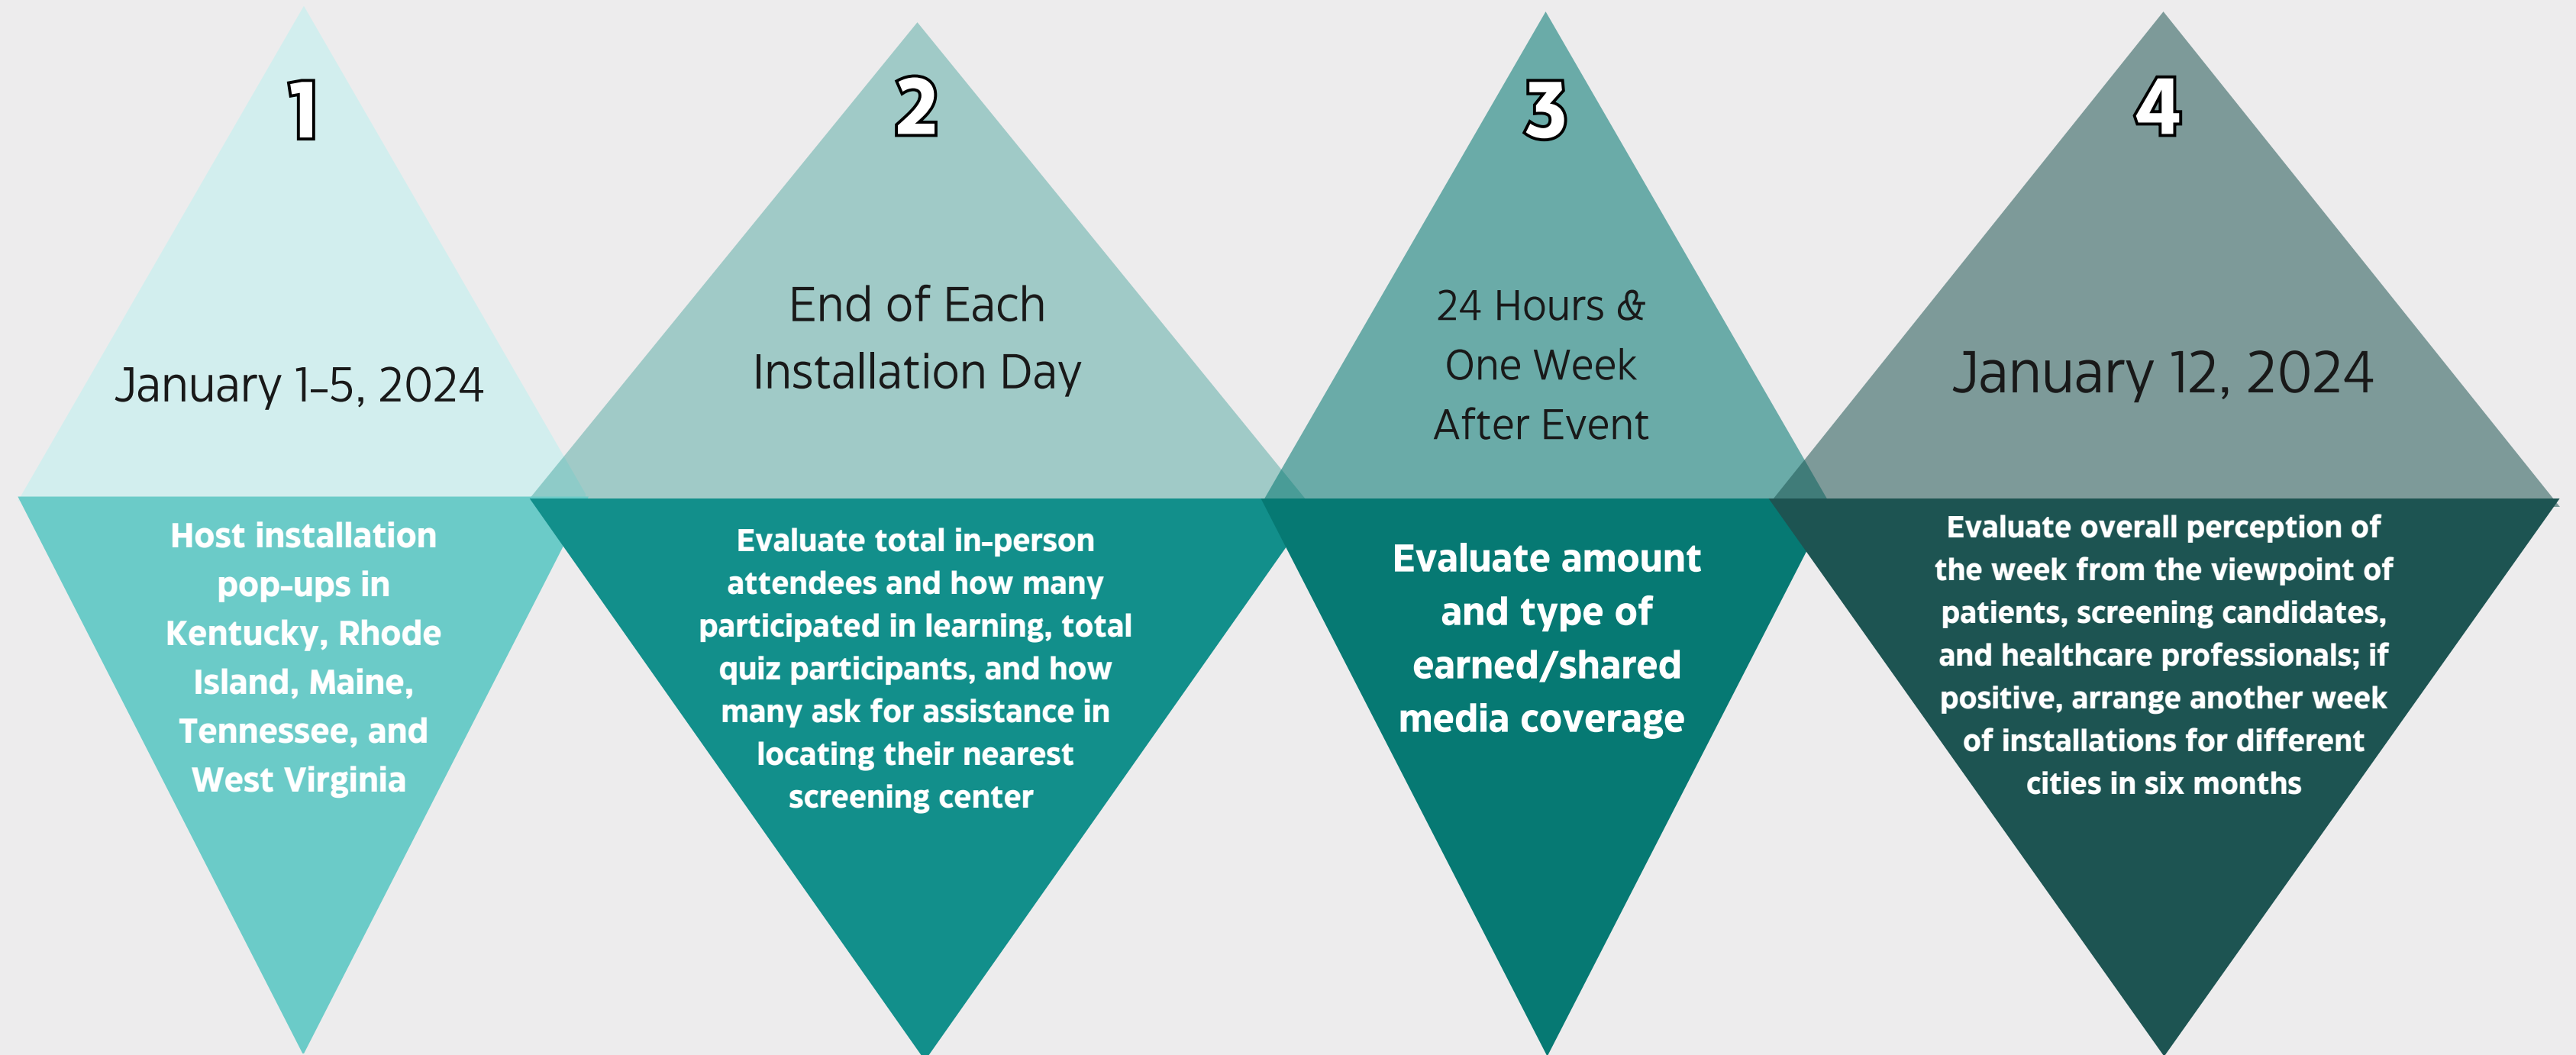 1
January 1-5, 2024
Host installation
pop-ups in
Kentucky, Rhode
Island, Maine,
Tennessee, and
West Virginia
2
End of Each
Installation Day
Evaluate total in-person
attendees and how many
participated in learning, total
quiz participants, and how
many ask for assistance in
locating their nearest
screening center
3
24 Hours &
One Week
After Event
Evaluate amount
and type of
earned/shared
media coverage
4
January 12, 2024
Evaluate overall perception of
the week from the viewpoint of
patients, screening candidates,
and healthcare professionals; if
positive, arrange another week
of installations for different
cities in six months